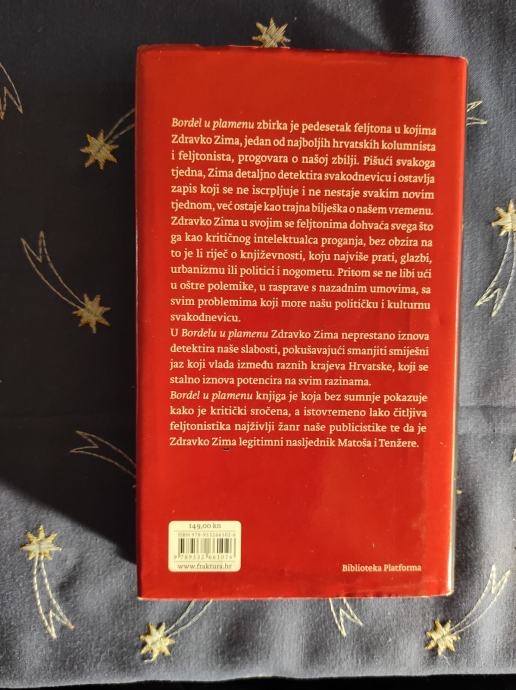 Bordel u plamenu zbirka je pedesetak feljtona u kojima
Zdravko Zima, jedan od najboljih hrvatskih kolumnista
i feljtonista, progovara o našoj zbilji. Pišući svakoga
tjedna, Zima detaljno detektira svakodnevicu i ostavlja
zapis koji se ne iscrpljuje i ne nestaje svakim novim
tjednom, već ostaje kao trajna bilješka o našem vremenu.
Zdravko Zima u svojim se feljtonima dohvaća svega što
ga kao kritičnog intelektualca proganja, bez obzira na
to je li riječ o književnosti, koju najviše prati, glazbi,
urbanizmu ili politici i nogometu. Pritom se ne libi ući
u oštre polemike, u rasprave s nazadnim umovima, sa
svim problemima koji more našu političku i kulturnu
svakodnevicu.
U Bordelu u plamenu Zdravko Zima neprestano iznova
detektira naše slabosti, pokušavajući smanjiti smiješni
jaz koji vlada između raznih krajeva Hrvatske, koji se
stalno iznova potencira na svim razinama.
Bordel u plamenu knjiga je koja bez sumnje pokazuje
kako je kritički sročena, a istovremeno lako čitljiva
feljtonistika najživlji žanr naše publicistike te da je
Zdravko Zima legitimni nasljednik Matoša i Tenžere.
149,00 kn
9 789532 661026
www.fraktura.hr
Biblioteka Platforma